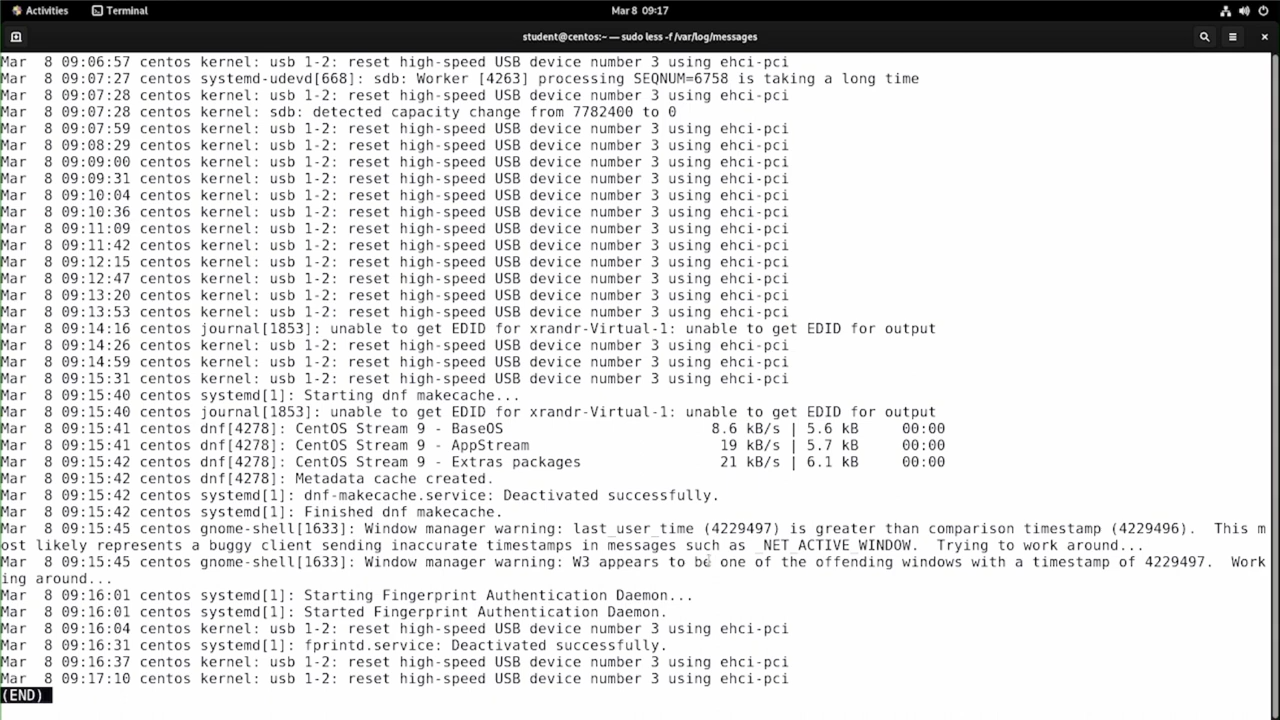 Activities Terminal Mar 8 09:17
student@centos:~ — sudo less -f /var/log/messages
Mar 8 09:06:57 centos kernel: usb 1-2: reset high-speed USB device number 3 using ehci-pci
Mar 8 09:07:27 centos systemd-udevd[668]: sdb: Worker [4263] processing SEQNUM=6758 is taking a long time
Mar 8 09:07:28 centos kernel: usb 1-2: reset high-speed USB device number 3 using ehci-pci
Mar 8 09:07:28 centos kernel: sdb: detected capacity change from 7782400 to 0
Mar 8 09:07:59 centos kernel: usb 1-2: reset high-speed USB device number 3 using ehci-pci
Mar 8 09:08:29 centos kernel: usb 1-2: reset high-speed USB device number 3 using ehci-pci
Mar 8 09:09:00 centos kernel: usb 1-2: reset high-speed USB device number 3 using ehci-pci
Mar 8 09:09:31 centos kernel: usb 1-2: reset high-speed USB device number 3 using ehci-pci
Mar 8 09:10:04 centos kernel: usb 1-2: reset high-speed USB device number 3 using ehci-pci
Mar 8 09:10:36 centos kernel: usb 1-2: reset high-speed USB device number 3 using ehci-pci
Mar 8 09:11:09 centos kernel: usb 1-2: reset high-speed USB device number 3 using ehci-pci
Mar 8 09:11:42 centos kernel: usb 1-2: reset high-speed USB device number 3 using ehci-pci
Mar 8 09:12:15 centos kernel: usb 1-2: reset high-speed USB device number 3 using ehci-pci
Mar 8 09:12:47 centos kernel: usb 1-2: reset high-speed USB device number 3 using ehci-pci
Mar 8 09:13:20 centos kernel: usb 1-2: reset high-speed USB device number 3 using ehci-pci
Mar 8 09:13:53 centos kernel: usb 1-2: reset high-speed USB device number 3 using ehci-pci
Mar 8 09:14:16 centos journal[1853]: unable to get EDID for xrandr-Virtual-1: unable to get EDID for output
Mar 8 09:14:26 centos kernel: usb 1-2: reset high-speed USB device number 3 using ehci-pci
Mar 8 09:14:59 centos kernel: usb 1-2: reset high-speed USB device number 3 using ehci-pci
Mar 8 09:15:31 centos kernel: usb 1-2: reset high-speed USB device number 3 using ehci-pci
Mar 8 09:15:40 centos systemd[1]: Starting dnf makecache...
Mar 8 09:15:40 centos journal[1853]: unable to get EDID for xrandr-Virtual-1: unable to get EDID for output
Mar 8 09:15:41 centos dnf[4278]: CentOS Stream 9 - BaseOS 8.6 kB/s | 5.6 kB 00:00
Mar 8 09:15:41 centos dnf[4278]: CentOS Stream 9 - AppStream 19 kB/s | 5.7 kB 00:00
Mar 8 09:15:42 centos dnf[4278]: CentOS Stream 9 - Extras packages 21 kB/s | 6.1 kB 00:00
Mar 8 09:15:42 centos dnf[4278]: Metadata cache created.
Mar 8 09:15:42 centos systemd[1]: dnf-makecache.service: Deactivated successfully.
Mar 8 09:15:42 centos systemd[1]: Finished dnf makecache.
Mar 8 09:15:45 centos gnome-shell[1633]: Window manager warning: last_user_time (4229497) is greater than comparison timestamp (4229496). This m
ost likely represents a buggy client sending inaccurate timestamps in messages such as _NET_ACTIVE_WINDOW. Trying to work around...
Mar 8 09:15:45 centos gnome-shell[1633]: Window manager warning: W3 appears to be one of the offending windows with a timestamp of 4229497. Work
ing around...
Mar 8 09:16:01 centos systemd[1]: Starting Fingerprint Authentication Daemon...
Mar 8 09:16:01 centos systemd[1]: Started Fingerprint Authentication Daemon.
Mar 8 09:16:04 centos kernel: usb 1-2: reset high-speed USB device number 3 using ehci-pci
Mar 8 09:16:31 centos systemd[1]: fprintd.service: Deactivated successfully.
Mar 8 09:16:37 centos kernel: usb 1-2: reset high-speed USB device number 3 using ehci-pci
Mar 8 09:17:10 centos kernel: usb 1-2: reset high-speed USB device number 3 using ehci-pci
(END)